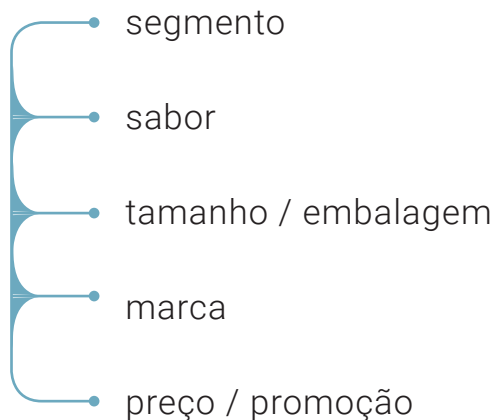 segmento
sabor
tamanho / embalagem
marca
preço / promoção